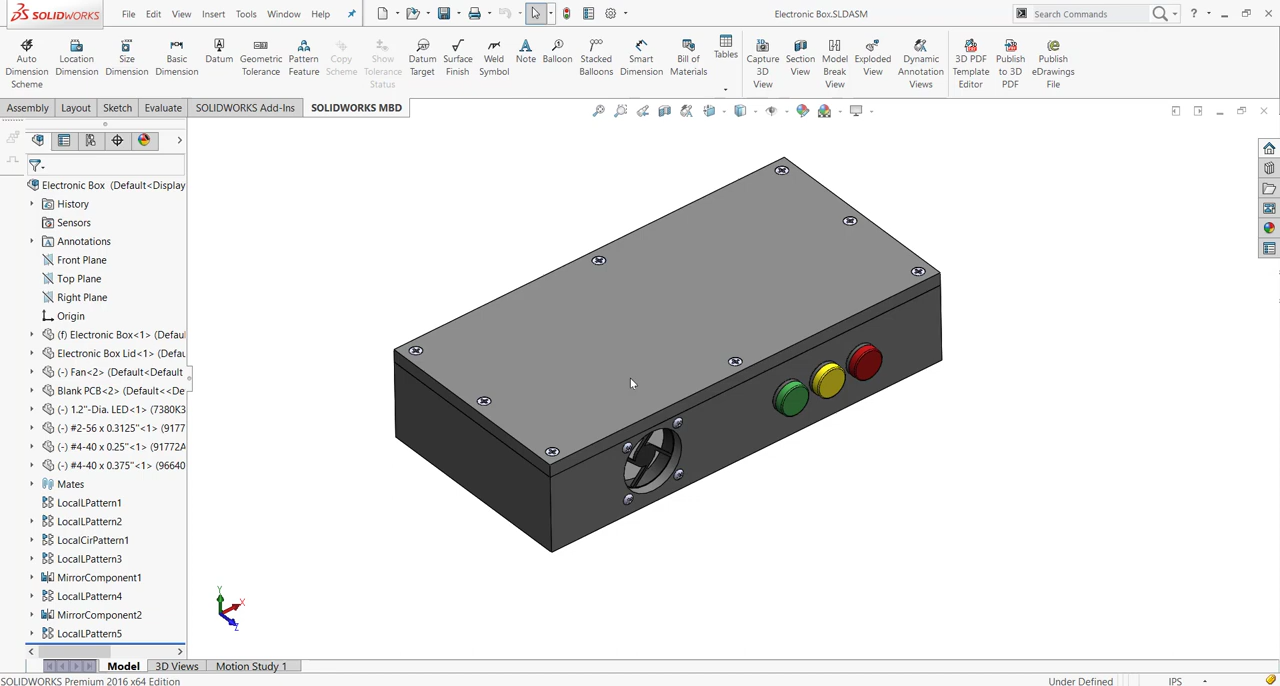 SOLIDWORKS File Edit View Insert Tools Window Help Electronic Box.SLDASM Search Commands
Auto Dimension Scheme
Location Dimension
Size Dimension
Basic Dimension
Datum
Geometric Tolerance
Pattern Feature
Copy Scheme
Show Tolerance Status
Datum Target
Surface Finish
Weld Symbol
Note
Balloon
Stacked Balloons
Smart Dimension
Bill of Materials
Tables
Capture 3D View
Section View
Model Break View
Exploded View
Dynamic Annotation Views
3D PDF Template Editor
Publish to 3D PDF
Publish eDrawings File
Assembly Layout Sketch Evaluate SOLIDWORKS Add-Ins SOLIDWORKS MBD
Electronic Box (Default<Display
History
Sensors
Annotations
Front Plane
Top Plane
Right Plane
Origin
(f) Electronic Box<1> (Defaul
Electronic Box Lid<1> (Defau
(-) Fan<2> (Default<Default
Blank PCB<2> (Default<<De
(-) 1.2"-Dia. LED<1> (7380K3
(-) #2-56 x 0.3125"<1> (9177
(-) #4-40 x 0.25"<1> (91772A
(-) #4-40 x 0.375"<1> (96640
Mates
LocalLPattern1
LocalLPattern2
LocalCirPattern1
LocalLPattern3
MirrorComponent1
LocalLPattern4
MirrorComponent2
LocalLPattern5
Y X Z
Model 3D Views Motion Study 1
SOLIDWORKS Premium 2016 x64 Edition Under Defined IPS